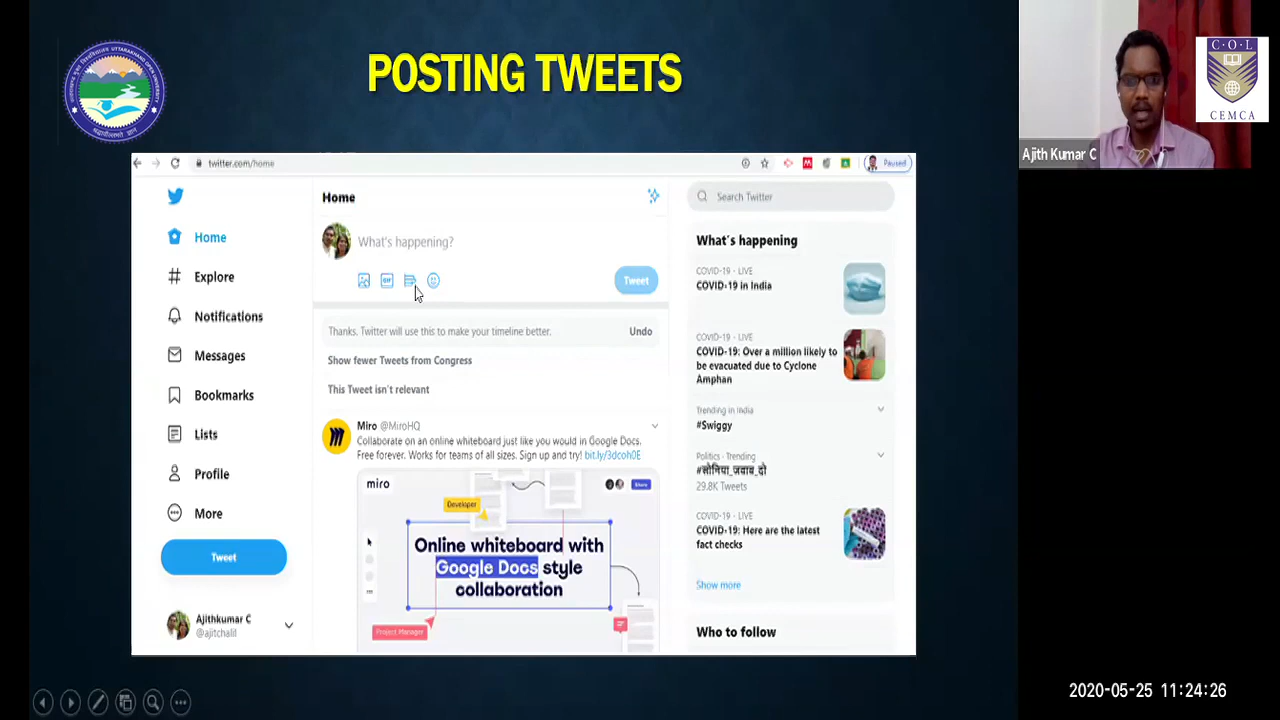 POSTING TWEETS
C·O·L
CEMCA
Ajith Kumar C
twitter.com/home
Paused
Home
Search Twitter
Home
What's happening?
What's happening
Explore
GIF
Tweet
COVID-19 · LIVE
COVID-19 in India
Notifications
Thanks. Twitter will use this to make your timeline better.
Undo
COVID-19 · LIVE
COVID-19: Over a million likely to be evacuated due to Cyclone Amphan
Messages
Show fewer Tweets from Congress
This Tweet isn't relevant
Bookmarks
Trending in India
#Swiggy
Lists
Miro @MiroHQ
Collaborate on an online whiteboard just like you would in Google Docs.
Free forever. Works for teams of all sizes. Sign up and try! bit.ly/3dcoh0E
Politics · Trending
#सोनिया_जवाब_दो
29.8K Tweets
Profile
miro
Share
Developer
More
COVID-19 · LIVE
COVID-19: Here are the latest
fact checks
Online whiteboard with
Google Docs style
collaboration
Tweet
Show more
Project Manager
Ajithkumar C
@ajitchalil
Who to follow
2020-05-25 11:24:26